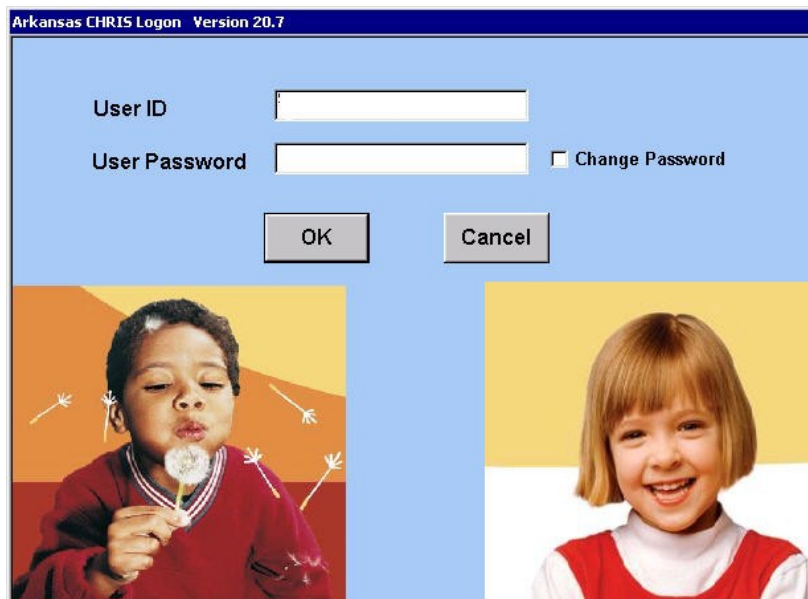 Arkansas CHRIS Logon Version 20.7
User ID
User Password
Change Password
OK Cancel